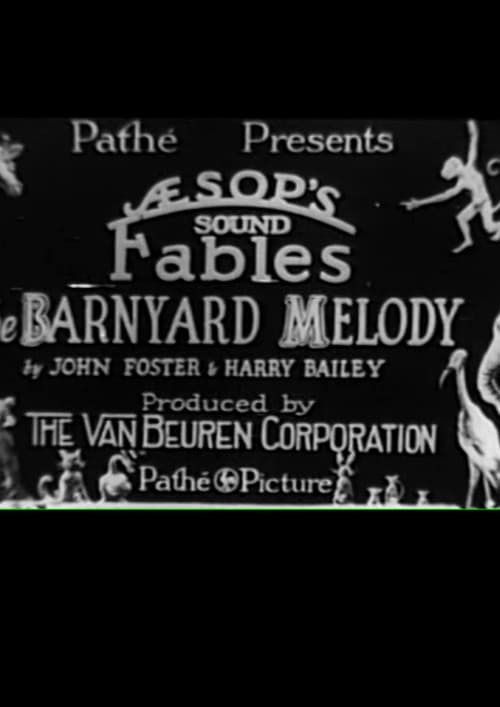 Pathé Presents
ÆSOP'S
SOUND
Fables
BARNYARD MELODY
by JOHN FOSTER & HARRY BAILEY
Produced by
THE VAN BEUREN CORPORATION
Pathé Picture